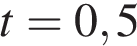 t = 0,5